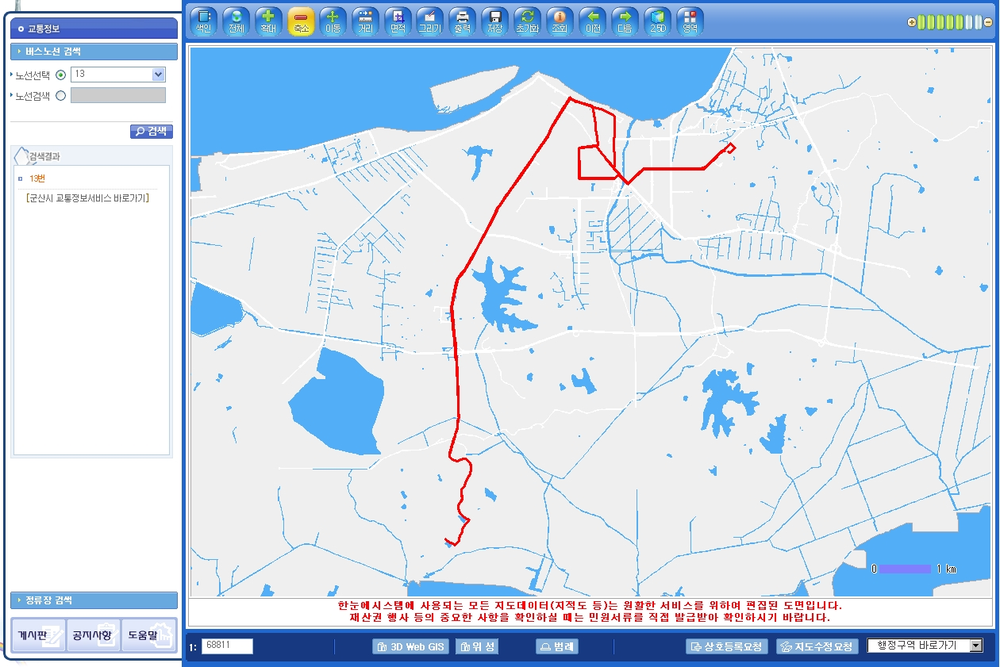 교통정보
버스노선 검색
노선선택
13
노선검색
검색
검색결과
13번
[군산시 교통정보서비스 바로가기]
정류장 검색
게시판
공지사항
도움말
색인
전체
확대
축소
이동
거리
면적
그리기
출력
저장
초기화
조회
이전
다음
2.5D
영역
0
1 km
한눈에시스템에 사용되는 모든 지도데이터(지적도 등)는 원활한 서비스를 위하여 편집된 도면입니다.
재산권 행사 등의 중요한 사항을 확인하실 때는 민원서류를 직접 발급받아 확인하시기 바랍니다.
1:
68811
3D Web GIS
위 성
범례
상호등록요청
지도수정요청
행정구역 바로가기